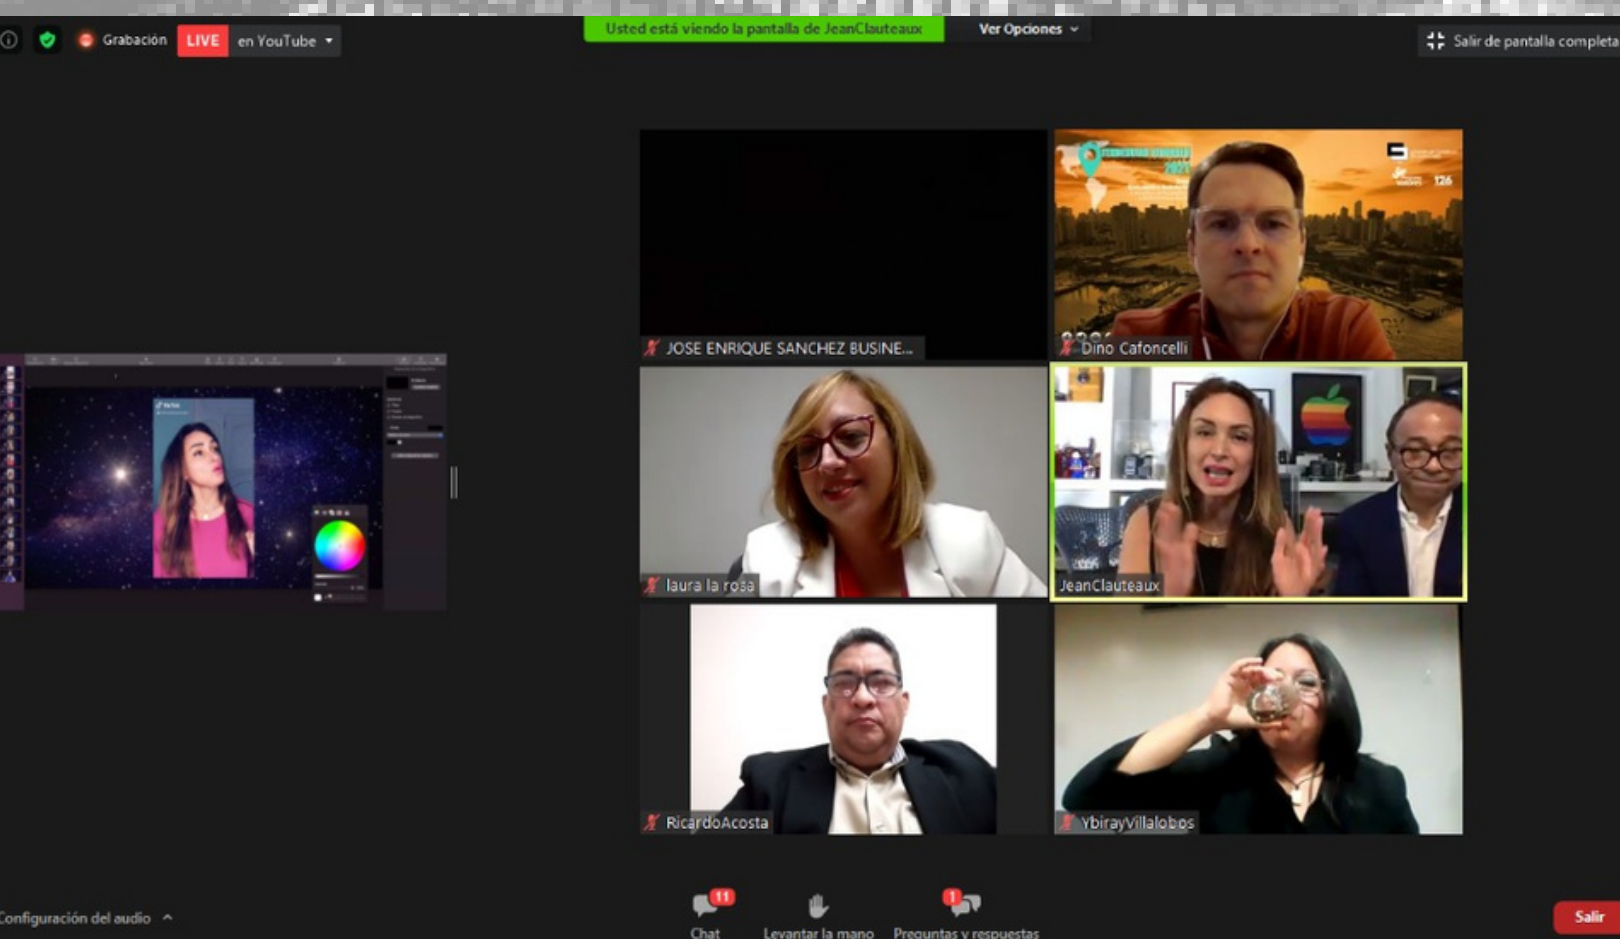 Grabación
LIVE
en YouTube
Usted está viendo la pantalla de JeanClauteaux
Ver Opciones
Salir de pantalla completa
2021
126
JOSE ENRIQUE SANCHEZ BUSINE...
Dino Cafoncelli
laura la rosa
JeanClauteaux
RicardoAcosta
YbirayVillalobos
Configuración del audio
11
Chat
Levantar la mano
1
Preguntas y respuestas
Salir